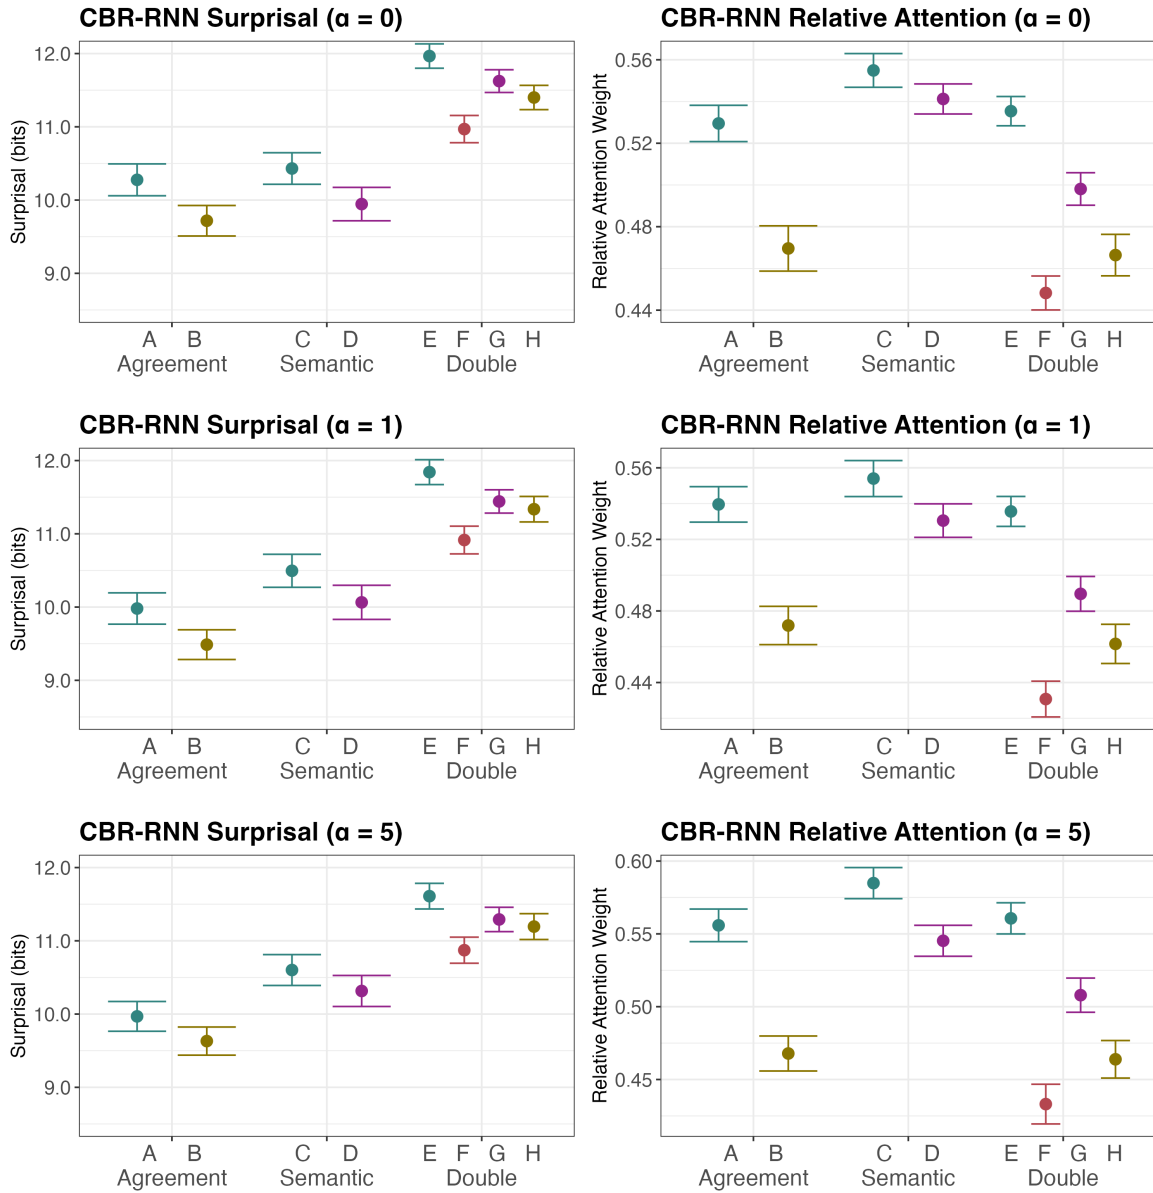 CBR-RNN Surprisal (α = 0)
Surprisal (bits)
12.0
11.0
10.0
9.0
A B C D E F G H
Agreement Semantic Double
CBR-RNN Relative Attention (α = 0)
Relative Attention Weight
0.56
0.52
0.48
0.44
A B C D E F G H
Agreement Semantic Double
CBR-RNN Surprisal (α = 1)
Surprisal (bits)
12.0
11.0
10.0
9.0
A B C D E F G H
Agreement Semantic Double
CBR-RNN Relative Attention (α = 1)
Relative Attention Weight
0.56
0.52
0.48
0.44
A B C D E F G H
Agreement Semantic Double
CBR-RNN Surprisal (α = 5)
Surprisal (bits)
12.0
11.0
10.0
9.0
A B C D E F G H
Agreement Semantic Double
CBR-RNN Relative Attention (α = 5)
Relative Attention Weight
0.60
0.55
0.50
0.45
A B C D E F G H
Agreement Semantic Double